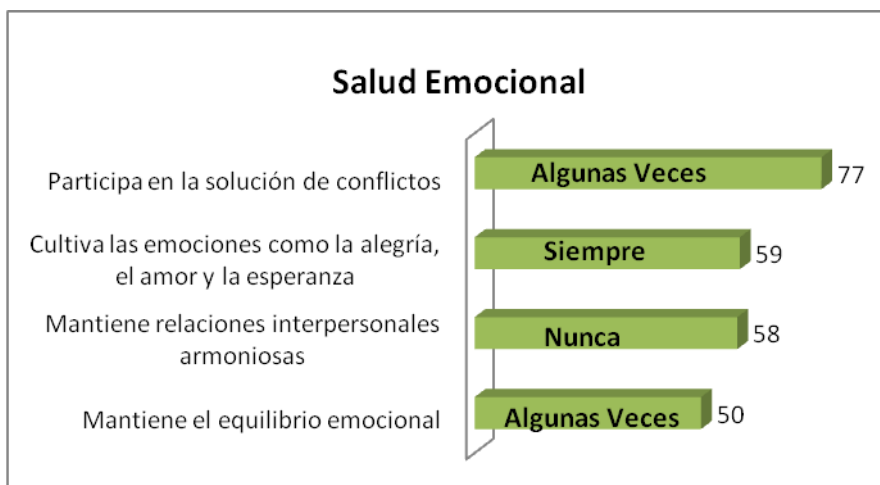 Salud Emocional
Participa en la solución de conflictos
Algunas Veces
77
Cultiva las emociones como la alegría,
el amor y la esperanza
Siempre
59
Mantiene relaciones interpersonales
armoniosas
Nunca
58
Mantiene el equilibrio emocional
Algunas Veces
50